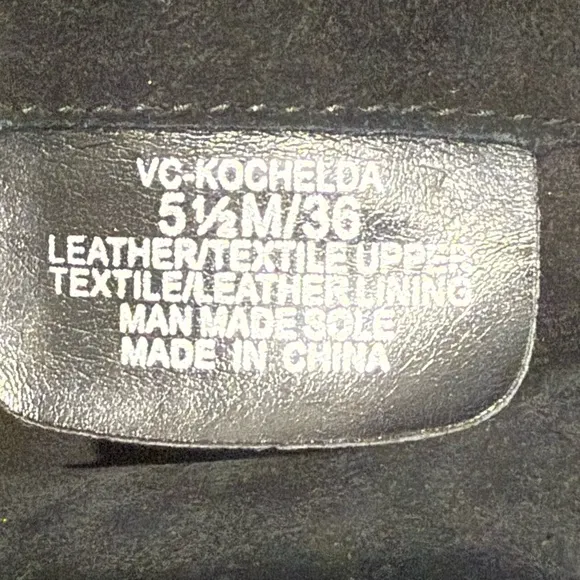 VC-KOCHELDA
5½M/36
LEATHER/TEXTILE UPPER
TEXTILE/LEATHER LINING
MAN MADE SOLE
MADE IN CHINA